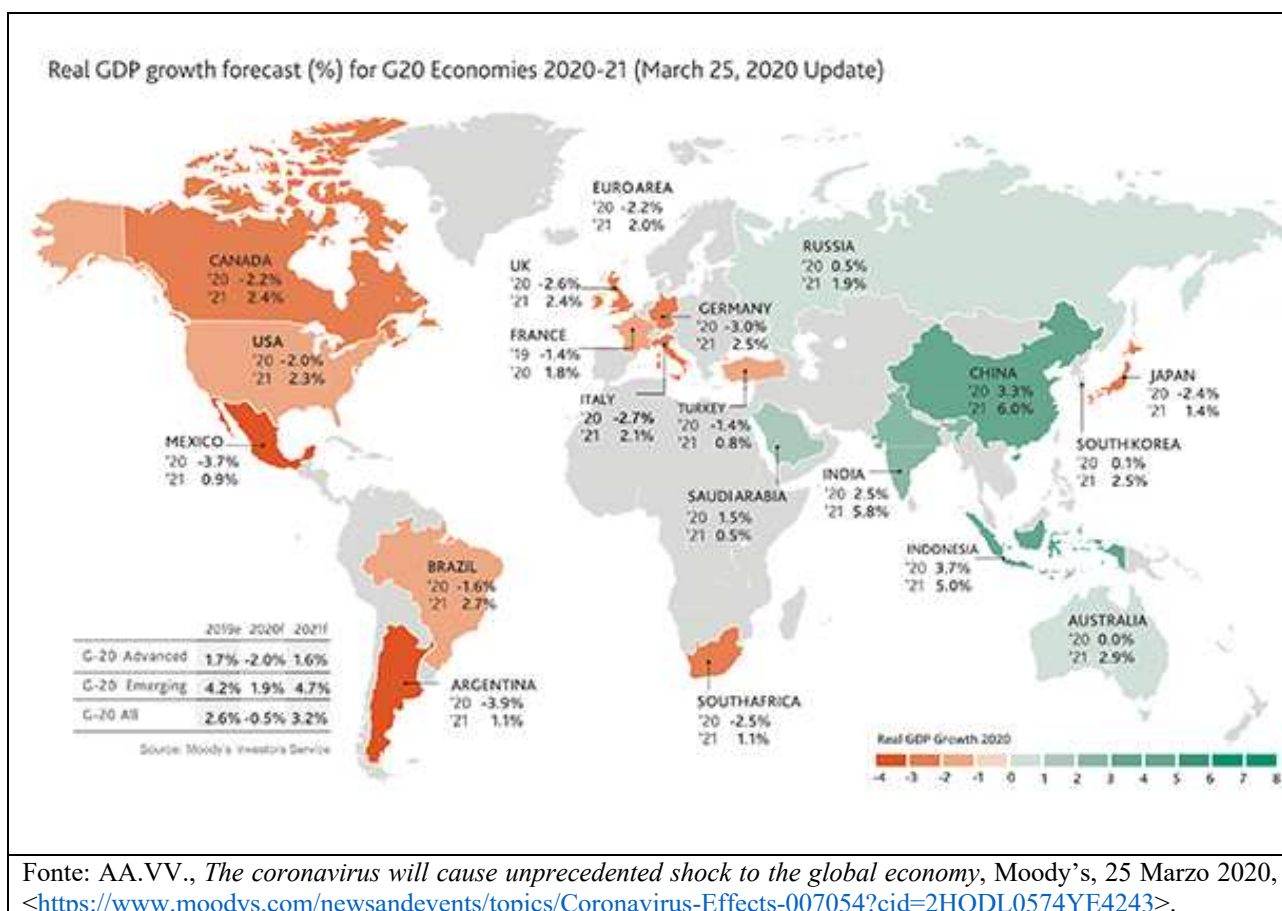 Real GDP growth forecast (%) for G20 Economies 2020-21 (March 25, 2020 Update)
CANADA
'20 -2.2%
'21 2.4%
USA
'20 -2.0%
'21 2.3%
MEXICO
'20 -3.7%
'21 0.9%
BRAZIL
'20 -1.6%
'21 2.7%
ARGENTINA
'20 -3.9%
'21 1.1%
EURO AREA
'20 -2.2%
'21 2.0%
UK
'20 -2.6%
'21 2.4%
GERMANY
'20 -3.0%
'21 2.5%
FRANCE
'19 -1.4%
'20 1.8%
ITALY
'20 -2.7%
'21 2.1%
TURKEY
'20 -1.4%
'21 0.8%
RUSSIA
'20 0.5%
'21 1.9%
SAUDI ARABIA
'20 1.5%
'21 0.5%
SOUTH AFRICA
'20 -2.5%
'21 1.1%
CHINA
'20 3.3%
'21 6.0%
INDIA
'20 2.5%
'21 5.8%
JAPAN
'20 -2.4%
'21 1.4%
SOUTH KOREA
'20 0.1%
'21 2.5%
INDONESIA
'20 3.7%
'21 5.0%
AUSTRALIA
'20 0.0%
'21 2.9%
2019e 2020f 2021f
G-20 Advanced 1.7% -2.0% 1.6%
G-20 Emerging 4.2% 1.9% 4.7%
G-20 All 2.6% -0.5% 3.2%
Source: Moody's Investors Service
Real GDP Growth 2020
-4 -3 -2 -1 0 1 2 3 4 5 6 7 8
Fonte: AA.VV., The coronavirus will cause unprecedented shock to the global economy, Moody's, 25 Marzo 2020,
<https://www.moodys.com/newsandevents/topics/Coronavirus-Effects-007054?cid=2HODL0574YE4243>.